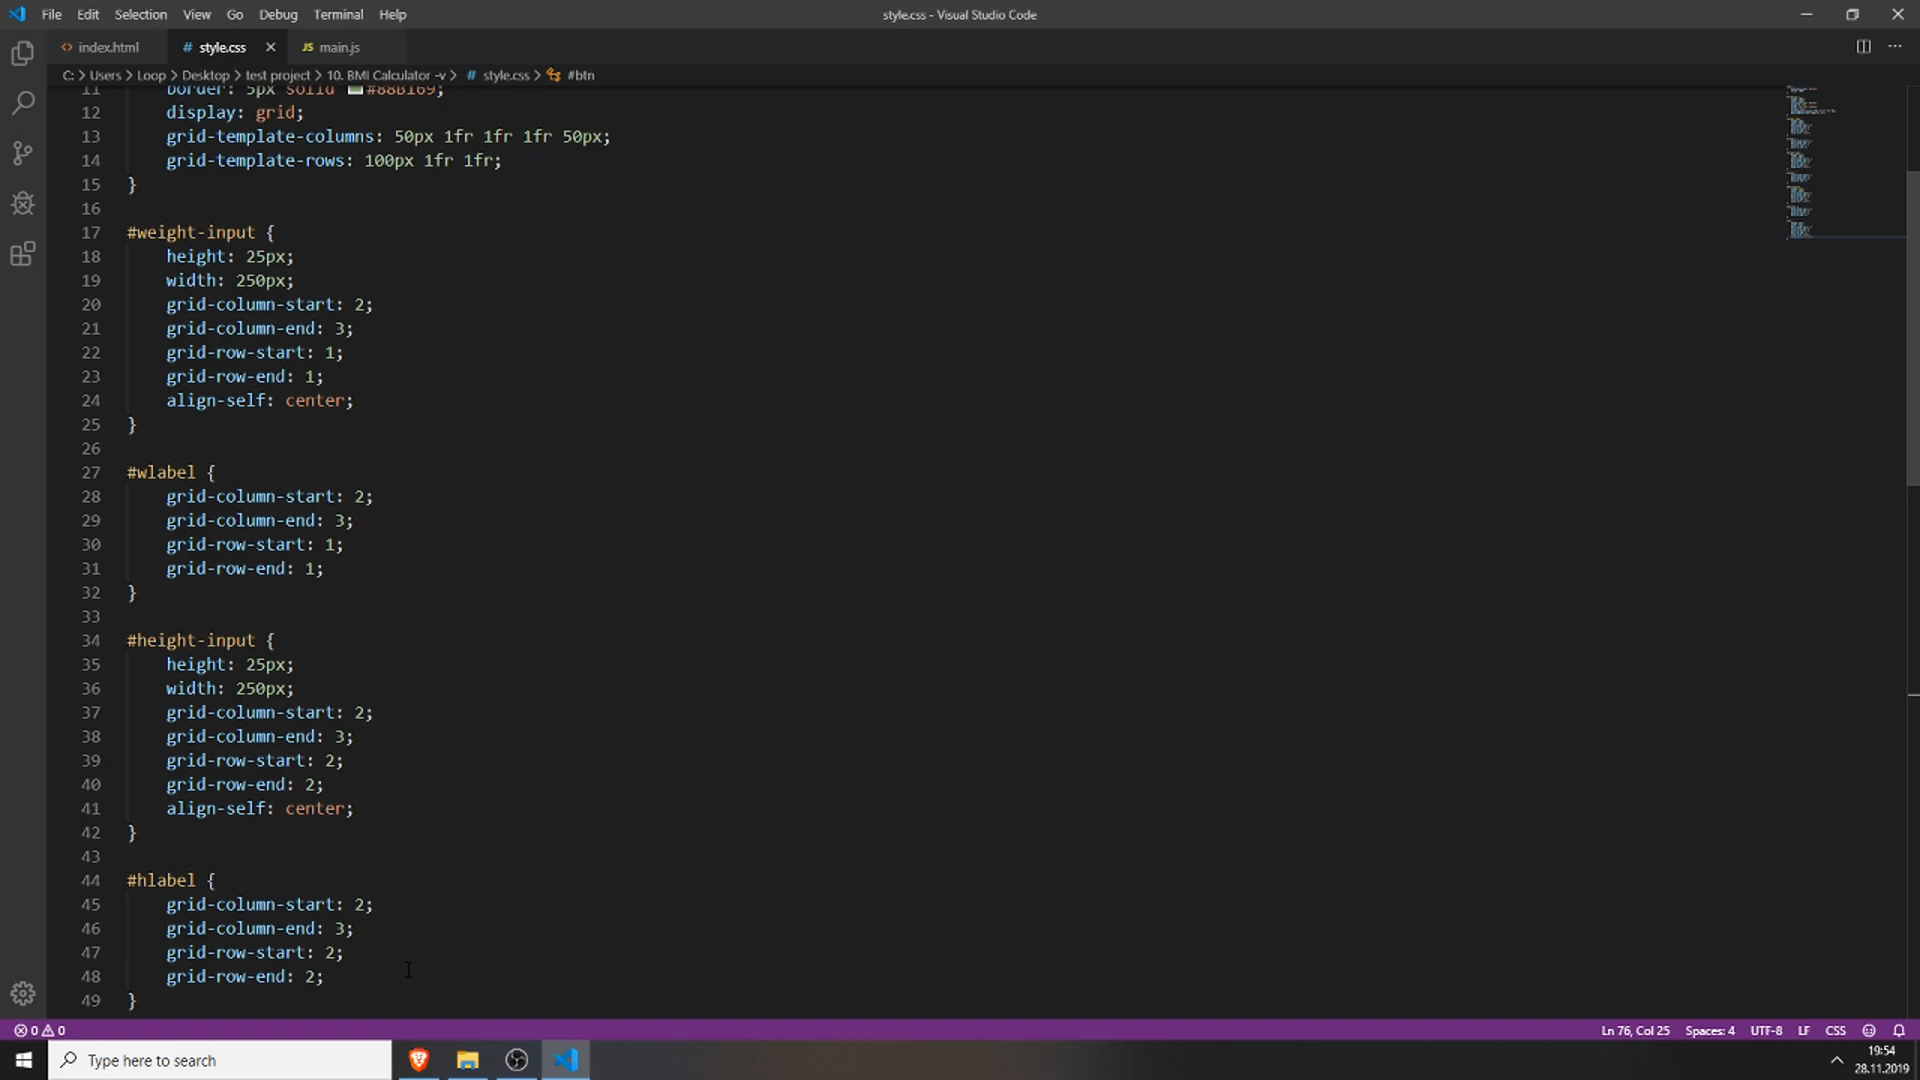 File Edit Selection View Go Debug Terminal Help
style.css - Visual Studio Code
<> index.html # style.css × JS main.js
C: > Users > Loop > Desktop > test project > 10. BMI Calculator -v > # style.css > #btn
11 border: 5px solid
12 display: grid;
13 grid-template-columns: 50px 1fr 1fr 1fr 50px;
14 grid-template-rows: 100px 1fr 1fr;
15 }
16
17 #weight-input {
18 height: 25px;
19 width: 250px;
20 grid-column-start: 2;
21 grid-column-end: 3;
22 grid-row-start: 1;
23 grid-row-end: 1;
24 align-self: center;
25 }
26
27 #wlabel {
28 grid-column-start: 2;
29 grid-column-end: 3;
30 grid-row-start: 1;
31 grid-row-end: 1;
32 }
33
34 #height-input {
35 height: 25px;
36 width: 250px;
37 grid-column-start: 2;
38 grid-column-end: 3;
39 grid-row-start: 2;
40 grid-row-end: 2;
41 align-self: center;
42 }
43
44 #hlabel {
45 grid-column-start: 2;
46 grid-column-end: 3;
47 grid-row-start: 2;
48 grid-row-end: 2;
49 }
0 0
Ln 76, Col 25 Spaces: 4 UTF-8 LF CSS
Type here to search
19:54
28.11.2019